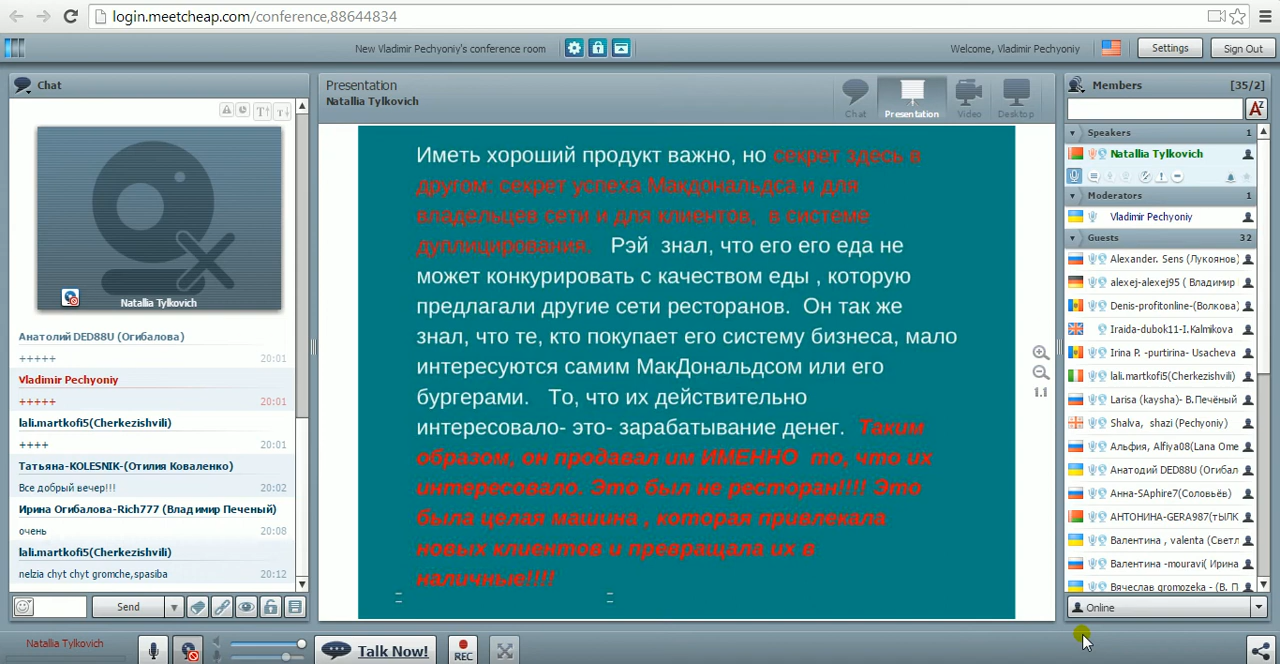 login.meetcheap.com/conference,88644834
New Vladimir Pechyoniy's conference room
Welcome, Vladimir Pechyoniy
Settings
Sign Out
Chat
Natallia Tylkovich
Анатолий DED88U (Огибалова)
+++++
20:01
Vladimir Pechyoniy
+++++
20:01
lali.martkofi5(Cherkezishvili)
++++
20:01
Татьяна-KOLESNIK-(Отилия Коваленко)
Все добрый вечер!!!
20:02
Ирина Огибалова-Rich777 (Владимир Печеный)
очень
20:08
lali.martkofi5(Cherkezishvili)
nelzia chyt chyt gromche,spasiba
20:12
Send
Presentation
Natallia Tylkovich
Chat
Presentation
Video
Desktop
Иметь хороший продукт важно, но секрет здесь в
другом: секрет успеха Макдональдса и для
владельцев сети и для клиентов, в системе
дуплицирования. Рэй знал, что его его еда не
может конкурировать с качеством еды , которую
предлагали другие сети ресторанов. Он так же
знал, что те, кто покупает его систему бизнеса, мало
интересуются самим МакДональдсом или его
бургерами. То, что их действительно
интересовало- это- зарабатывание денег. Таким
образом, он продавал им ИМЕННО то, что их
интересовало. Это был не ресторан!!!! Это
была целая машина , которая привлекала
новых клиентов и превращала их в
наличные!!!!
1.1
Members
[35/2]
Speakers 1
Natallia Tylkovich
Moderators 1
Vladimir Pechyoniy
Guests 32
Alexander. Sens (Лукоянов)
alexej-alexej95 ( Владимир
Denis-profitonline-(Волкова)
Iraida-dubok11-I.Kalmikova
Irina P. -purtirina- Usacheva
lali.martkofi5(Cherkezishvili)
Larisa (kaysha)- В.Печёный
Shalva, shazi (Pechyoniy)
Альфия, Alfiya08(Lana Ome
Анатолий DED88U (Огибал
Анна-SAphire7(Соловьёв)
АНТОНИНА-GERA987(тЫЛК
Валентина , valenta (Светл
Валентина -mouravi( Ирина
Вячеслав gromozeka - (В. П
Online
Natallia Tylkovich
Talk Now!
REC